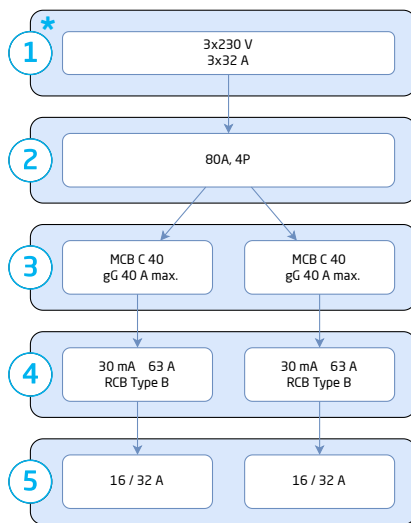 *
1
3x230 V
3x32 A
2
80A, 4P
3
MCB C 40
gG 40 A max.
MCB C 40
gG 40 A max.
4
30 mA 63 A
RCB Type B
30 mA 63 A
RCB Type B
5
16 / 32 A
16 / 32 A